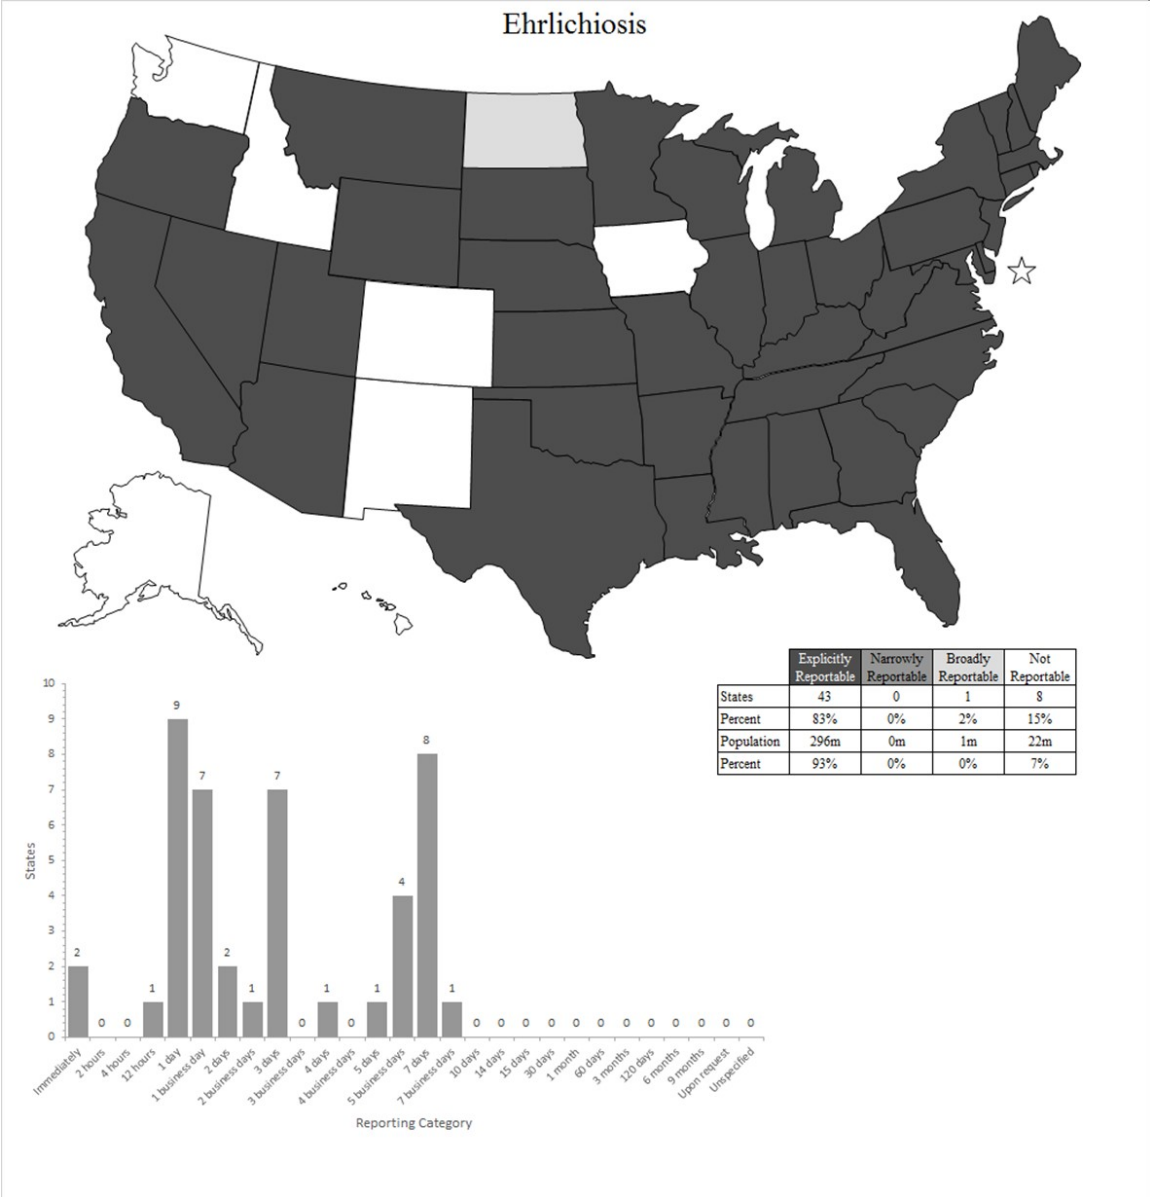 Ehrlichiosis
Explicitly Reportable Narrowly Reportable Broadly Reportable Not Reportable
States 43 0 1 8
Percent 83% 0% 2% 15%
Population 296m 0m 1m 22m
Percent 93% 0% 0% 7%
10
9
8
7
6
5
4
3
2
1
0
States
2 0 0 1 9 7 2 1 7 0 1 0 1 4 8 1 0 0 0 0 0 0 0 0 0 0 0 0
Immediately
2 hours
4 hours
12 hours
1 day
1 business day
2 days
2 business days
3 days
3 business days
4 days
4 business days
5 days
5 business days
7 days
7 business days
10 days
14 days
15 days
30 days
1 month
60 days
3 months
120 days
6 months
9 months
Upon request
Unspecified
Reporting Category